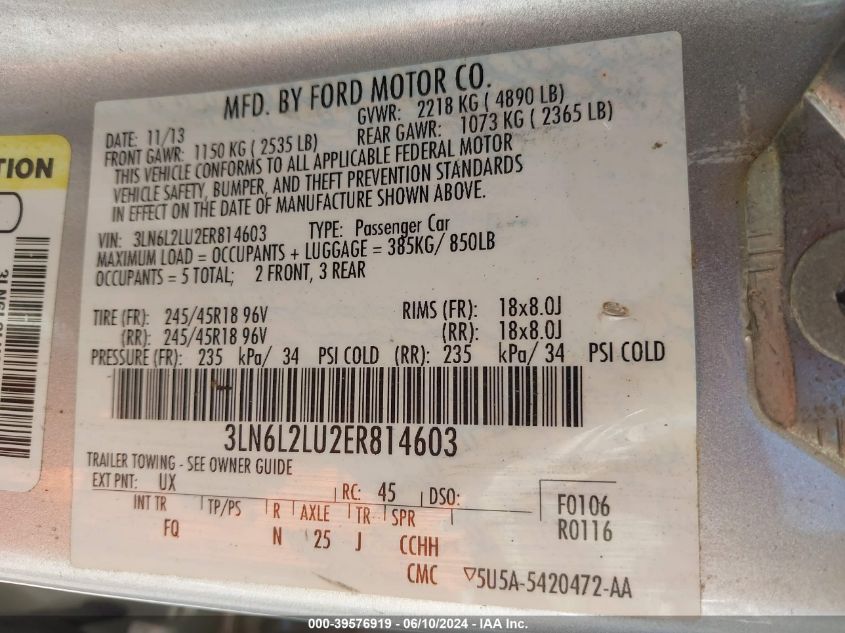 MFD. BY FORD MOTOR CO.
DATE: 11/13 GVWR: 2218 KG ( 4890 LB)
FRONT GAWR: 1150 KG ( 2535 LB) REAR GAWR: 1073 KG ( 2365 LB)
THIS VEHICLE CONFORMS TO ALL APPLICABLE FEDERAL MOTOR
VEHICLE SAFETY, BUMPER, AND THEFT PREVENTION STANDARDS
IN EFFECT ON THE DATE OF MANUFACTURE SHOWN ABOVE.
VIN: 3LN6L2LU2ER814603 TYPE: Passenger Car
MAXIMUM LOAD = OCCUPANTS + LUGGAGE = 385KG/ 850LB
OCCUPANTS = 5 TOTAL; 2 FRONT, 3 REAR
TIRE (FR): 245/45R18 96V RIMS (FR): 18x8.0J
(RR): 245/45R18 96V (RR): 18x8.0J
PRESSURE (FR): 235 kPa/ 34 PSI COLD (RR): 235 kPa/ 34 PSI COLD
3LN6L2LU2ER814603
TRAILER TOWING - SEE OWNER GUIDE
EXT PNT: UX RC: 45 DSO:
INT TR TP/PS R AXLE TR SPR F0106
FQ N 25 J CCHH R0116
CMC ▽5U5A-5420472-AA
TION
000-39576919 - 06/10/2024 - IAA Inc.